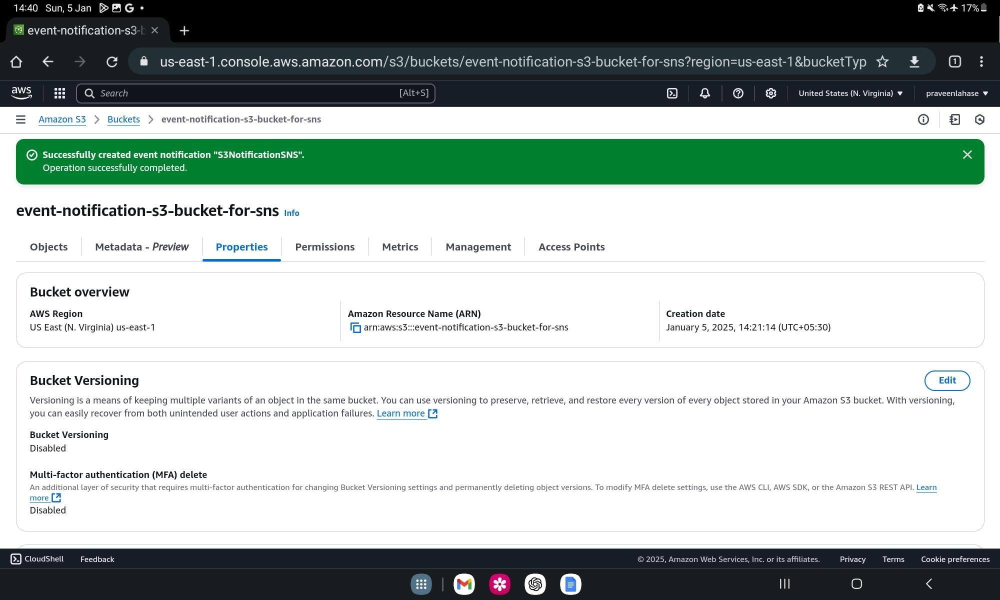 14:40 Sun, 5 Jan
17%
event-notification-s3-b
us-east-1.console.aws.amazon.com/s3/buckets/event-notification-s3-bucket-for-sns?region=us-east-1&bucketTyp
1
aws
Search [Alt+S]
United States (N. Virginia)
praveenlahase
Amazon S3 > Buckets > event-notification-s3-bucket-for-sns
Successfully created event notification "S3NotificationSNS".
Operation successfully completed.
event-notification-s3-bucket-for-sns Info
Objects
Metadata - Preview
Properties
Permissions
Metrics
Management
Access Points
Bucket overview
AWS Region
US East (N. Virginia) us-east-1
Amazon Resource Name (ARN)
arn:aws:s3:::event-notification-s3-bucket-for-sns
Creation date
January 5, 2025, 14:21:14 (UTC+05:30)
Bucket Versioning
Edit
Versioning is a means of keeping multiple variants of an object in the same bucket. You can use versioning to preserve, retrieve, and restore every version of every object stored in your Amazon S3 bucket. With versioning,
you can easily recover from both unintended user actions and application failures. Learn more
Bucket Versioning
Disabled
Multi-factor authentication (MFA) delete
An additional layer of security that requires multi-factor authentication for changing Bucket Versioning settings and permanently deleting object versions. To modify MFA delete settings, use the AWS CLI, AWS SDK, or the Amazon S3 REST API. Learn
more
Disabled
CloudShell
Feedback
© 2025, Amazon Web Services, Inc. or its affiliates.
Privacy
Terms
Cookie preferences